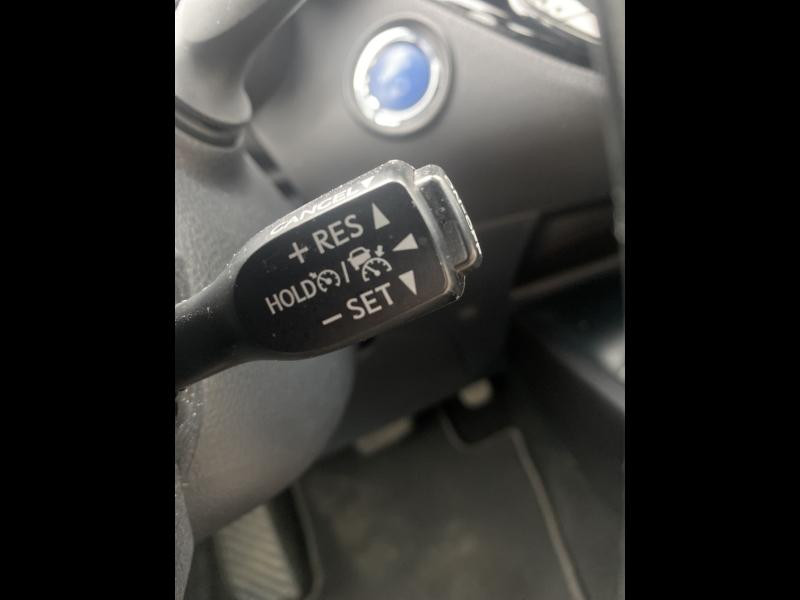 CANCEL
+ RES
HOLD /
− SET